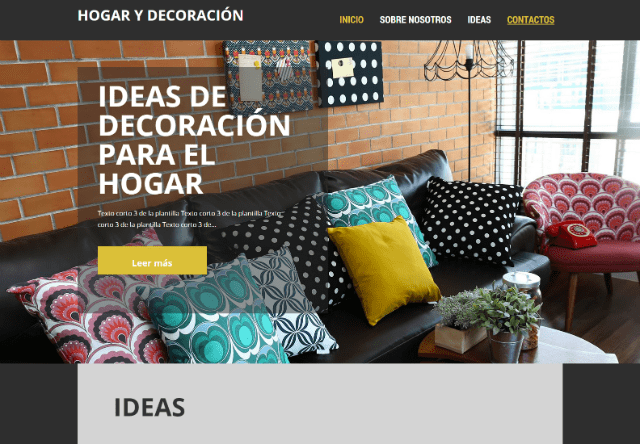 HOGAR Y DECORACIÓN
INICIO SOBRE NOSOTROS IDEAS CONTACTOS
IDEAS DE
DECORACIÓN
PARA EL
HOGAR
Texto corto 3 de la plantilla Texto corto 3 de la plantilla Texto
corto 3 de la plantilla Texto corto 3 de...
Leer más
IDEAS